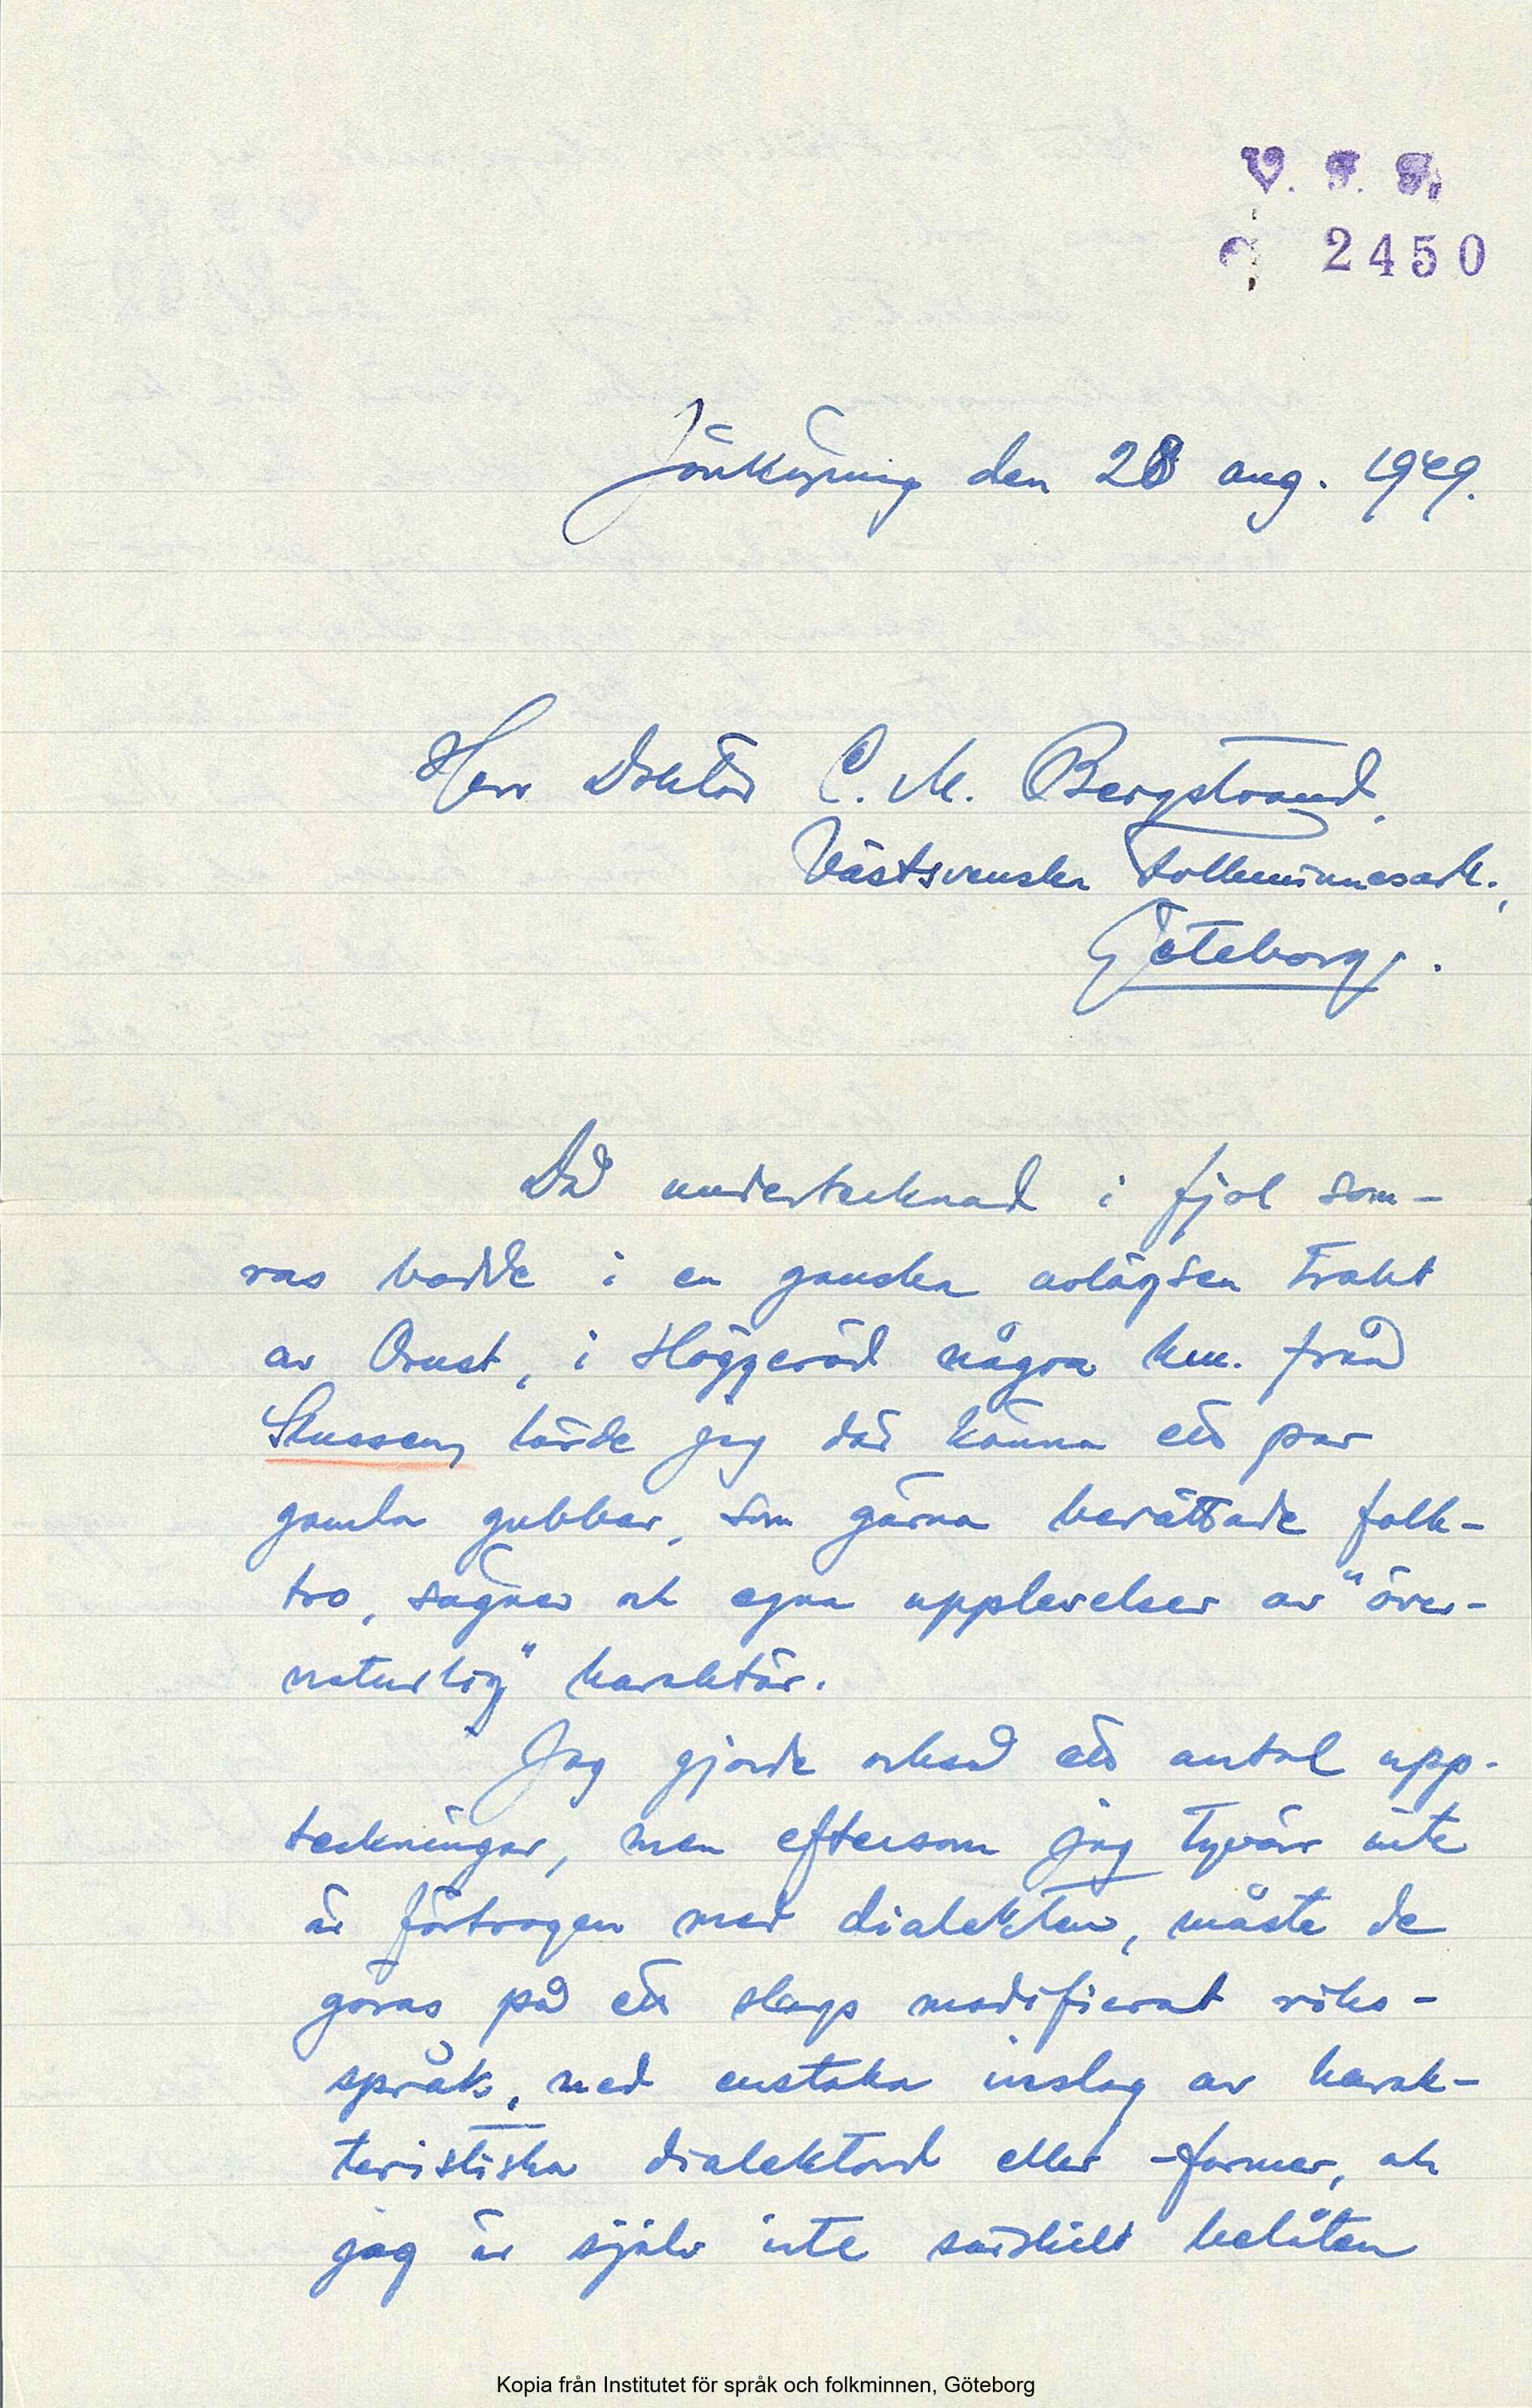 V. F. S.
2450
Jönköping den 28 aug. 1949.
Herr Doktor C. M. Bergstrand,
Västsvenska Folkminnesark.,
Göteborg.
Då undertecknad i fjol som-
ras bodde i en ganska avlägsen trakt
av Orust, i Höggeröd några km. från
Slussen, lärde jag där känna ett par
gamla gubbar, som gärna berättade folk-
tro, sägner och egna upplevelser av "över-
naturlig" karaktär.
Jag gjorde också ett antal upp-
teckningar, men eftersom jag tyvärr inte
är förtrogen med dialekten, måste de
göras på ett slags modifierat riks-
språk, med enstaka inslag av karak-
teristiska dialektord eller -former, och
jag är själv inte särskilt belåten
Kopia från Institutet för språk och folkminnen, Göteborg